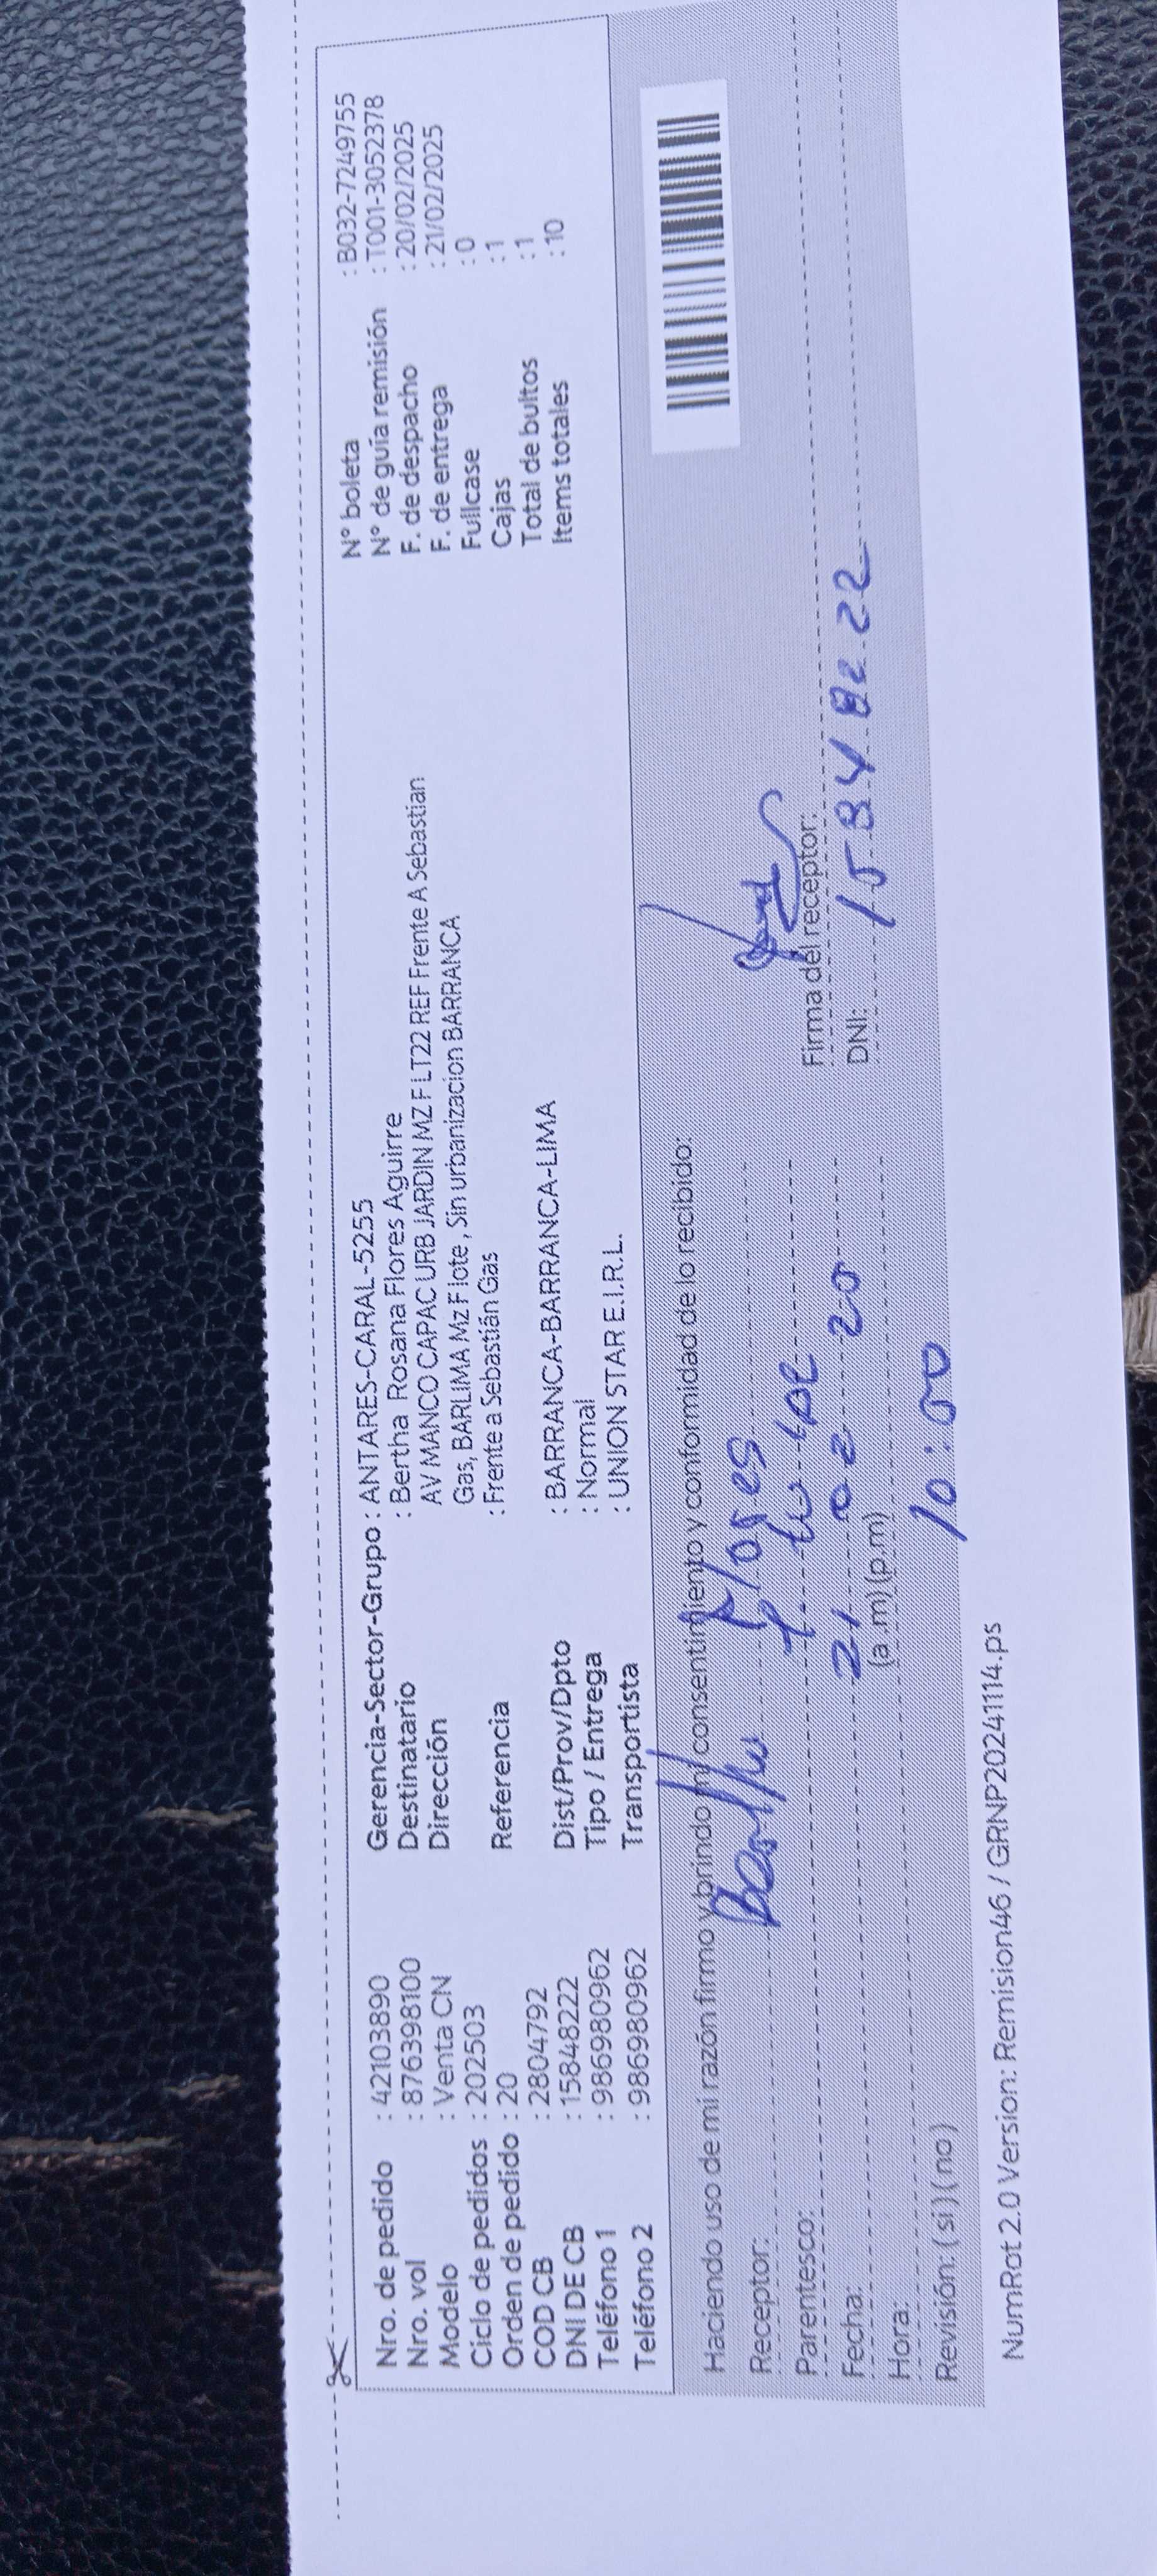 Nro. de pedido : 42103890
Nro. vol : 876398100
Modelo : Venta CN
Ciclo de pedidos : 202503
Orden de pedido : 20
COD CB : 2804792
DNI DE CB : 15848222
Teléfono 1 : 986980962
Teléfono 2 : 986980962
Gerencia-Sector-Grupo : ANTARES-CARAL-5255
Destinatario : Bertha Rosana Flores Aguirre
Dirección AV MANCO CAPAC URB JARDIN MZ F LT22 REF Frente A Sebastian
Gas, BARLIMA Mz F lote , Sin urbanizacion BARRANCA
Referencia : Frente a Sebastián Gas
Dist/Prov/Dpto : BARRANCA-BARRANCA-LIMA
Tipo / Entrega : Normal
Transportista : UNION STAR E.I.R.L.
N° boleta : B032-7249755
N° de guía remisión : T001-3052378
F. de despacho : 20/02/2025
F. de entrega : 21/02/2025
Fullcase : 0
Cajas : 1
Total de bultos : 1
Items totales : 10
Haciendo uso de mi razón firmo y brindo mi consentimiento y conformidad de lo recibido:
Receptor: Bertha Flores
Parentesco:
Firma del receptor:
Fecha: 21 02 25
DNI: 15848222
Hora: (a .m) (p.m)
10:00
Revisión: ( si ) ( no )
NumRot 2.0 Version: Remision46 / GRNP20241114.ps